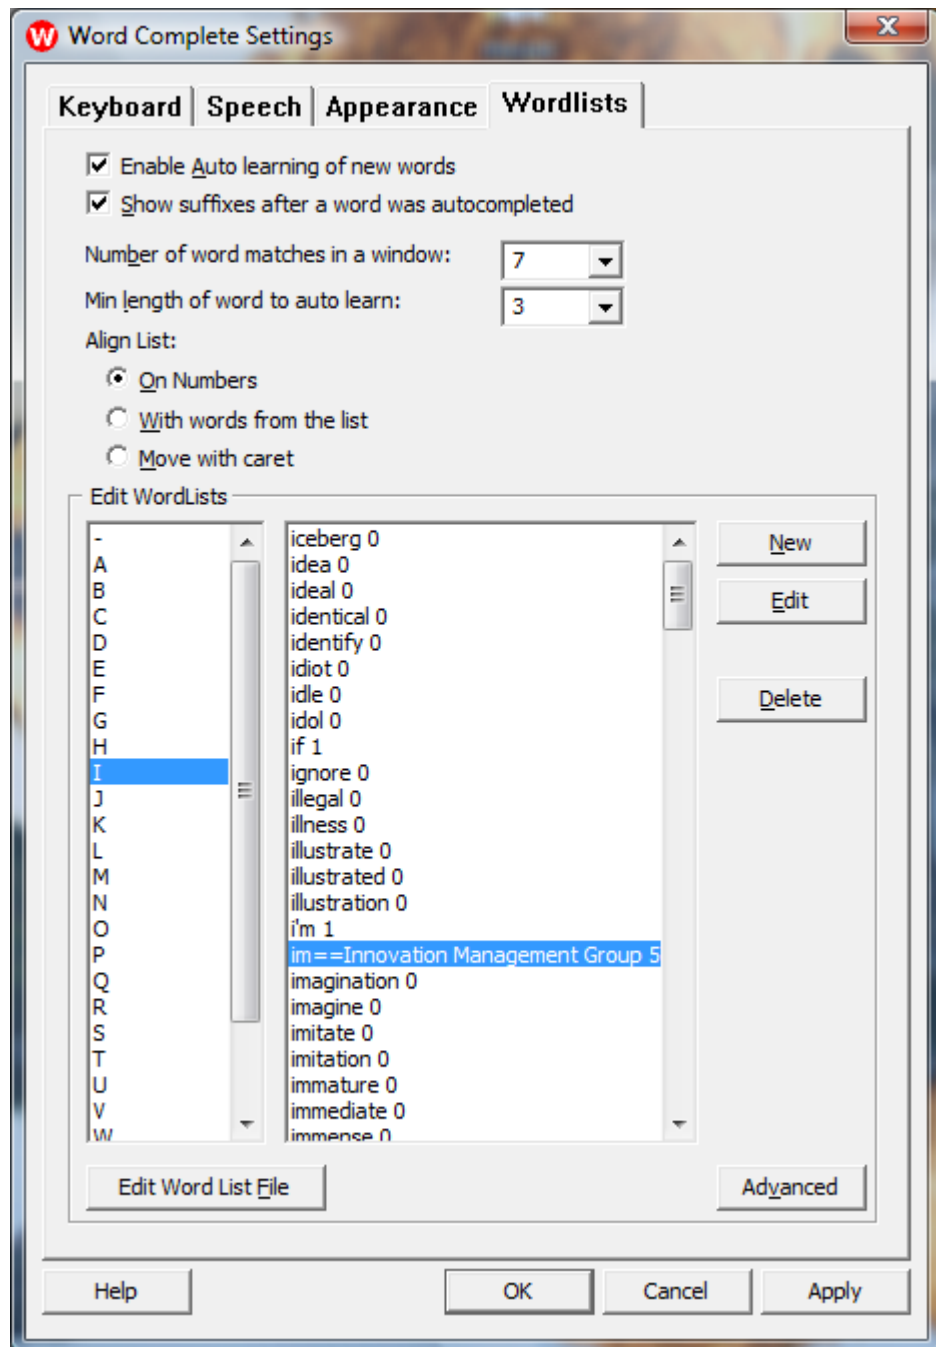 Word Complete Settings
Keyboard Speech Appearance Wordlists
Enable Auto learning of new words
Show suffixes after a word was autocompleted
Number of word matches in a window: 7
Min length of word to auto learn: 3
Align List:
On Numbers
With words from the list
Move with caret
Edit WordLists
-
A
B
C
D
E
F
G
H
I
J
K
L
M
N
O
P
Q
R
S
T
U
V
W
iceberg 0
idea 0
ideal 0
identical 0
identify 0
idiot 0
idle 0
idol 0
if 1
ignore 0
illegal 0
illness 0
illustrate 0
illustrated 0
illustration 0
i'm 1
im==Innovation Management Group 5
imagination 0
imagine 0
imitate 0
imitation 0
immature 0
immediate 0
immense 0
New
Edit
Delete
Edit Word List File Advanced
Help OK Cancel Apply